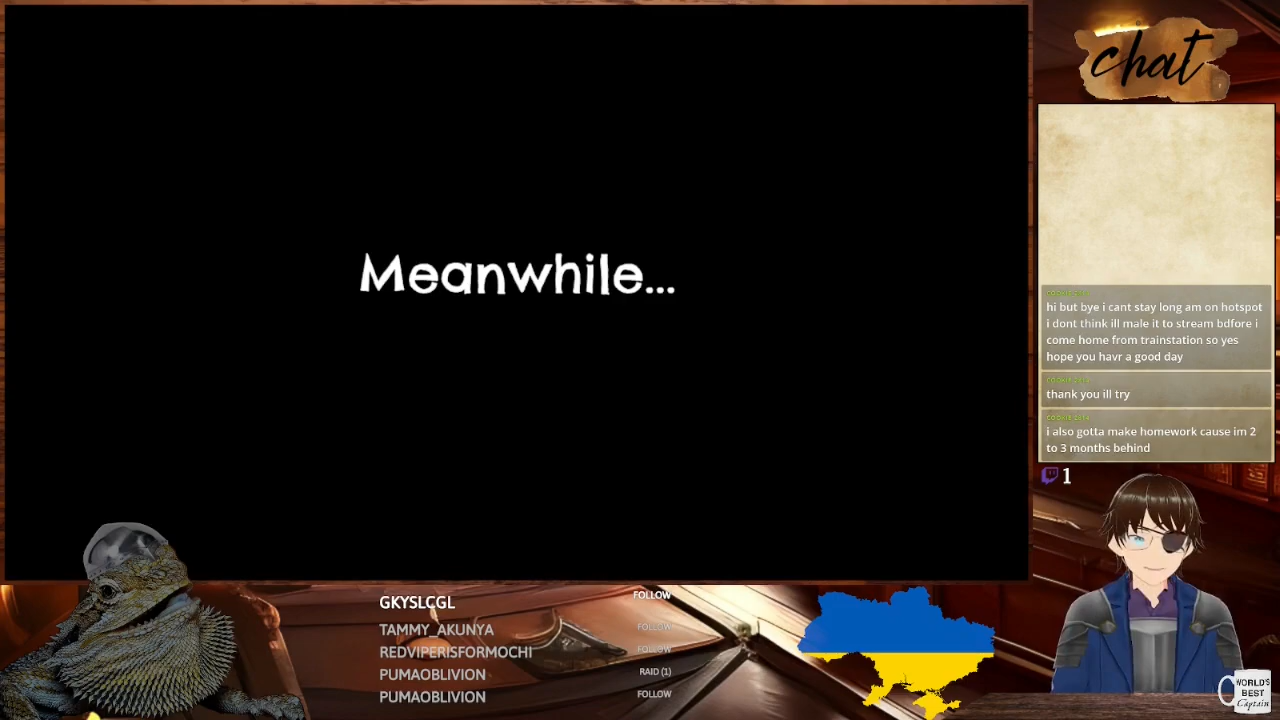 chat
Meanwhile...
hi but bye i cant stay long am on hotspot
i dont think ill male it to stream bdfore i
come home from trainstation so yes
hope you havr a good day
thank you ill try
i also gotta make homework cause im 2
to 3 months behind
1
GKYSLCGL FOLLOW
TAMMY_AKUNYA FOLLOW
REDVIPERISFORMOCHI FOLLOW
PUMAOBLIVION RAID (1)
PUMAOBLIVION FOLLOW
WORLD'S
BEST
Captain